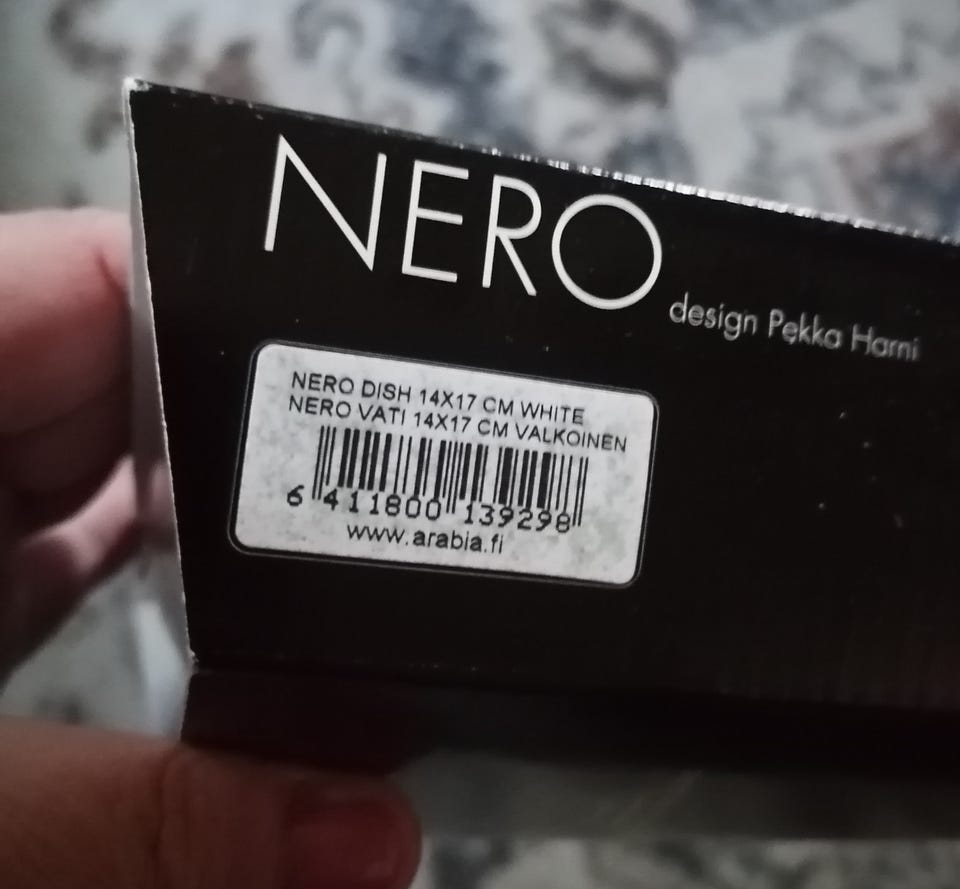 NERO
design Pekka Harni
NERO DISH 14X17 CM WHITE
NERO VATI 14X17 CM VALKOINEN
6 411800 139298
www.arabia.fi